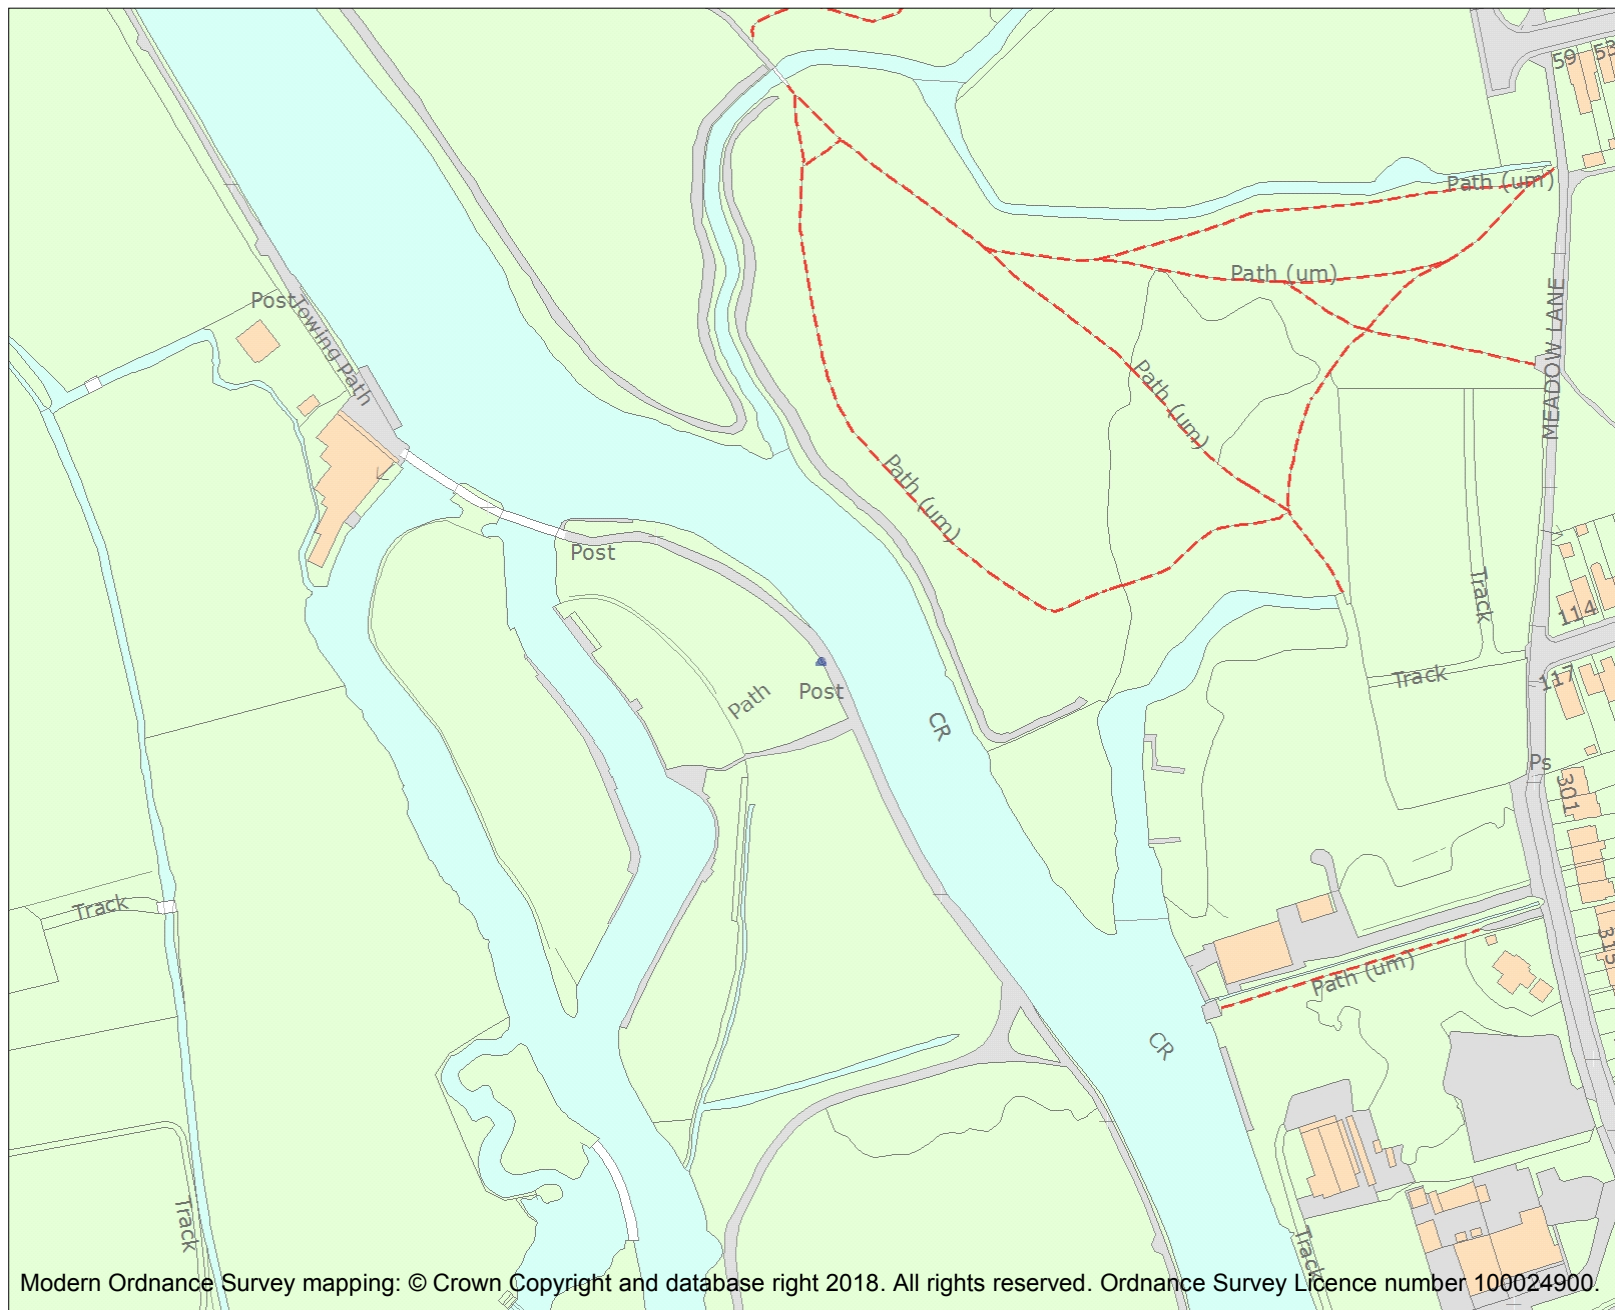 59
53
Path (um)
Path (um)
Post
Towing path
MEADOW LANE
Path (um)
Path (um)
Post
Track
114
Track
117
Path
Post
CR
Ps
301
Track
315
Path (um)
CR
Track
Track
Modern Ordnance Survey mapping: © Crown Copyright and database right 2018. All rights reserved. Ordnance Survey Licence number 100024900.